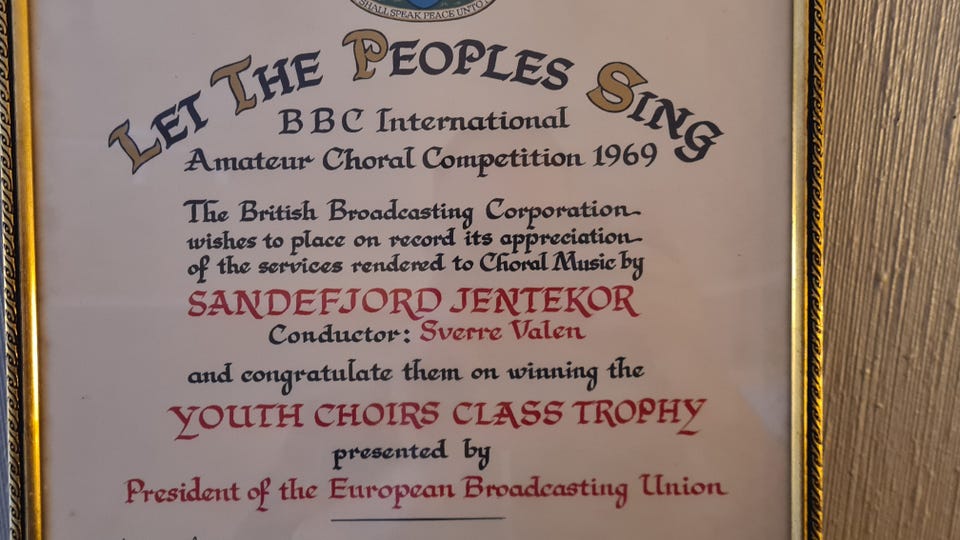 SHALL SPEAK PEACE UNTO
LET THE PEOPLES SING
BBC International
Amateur Choral Competition 1969
The British Broadcasting Corporation
wishes to place on record its appreciation
of the services rendered to Choral Music by
SANDEFJORD JENTEKOR
Conductor: Sverre Valen
and congratulate them on winning the
YOUTH CHOIRS CLASS TROPHY
presented by
President of the European Broadcasting Union